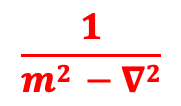 1
m² − ∇²